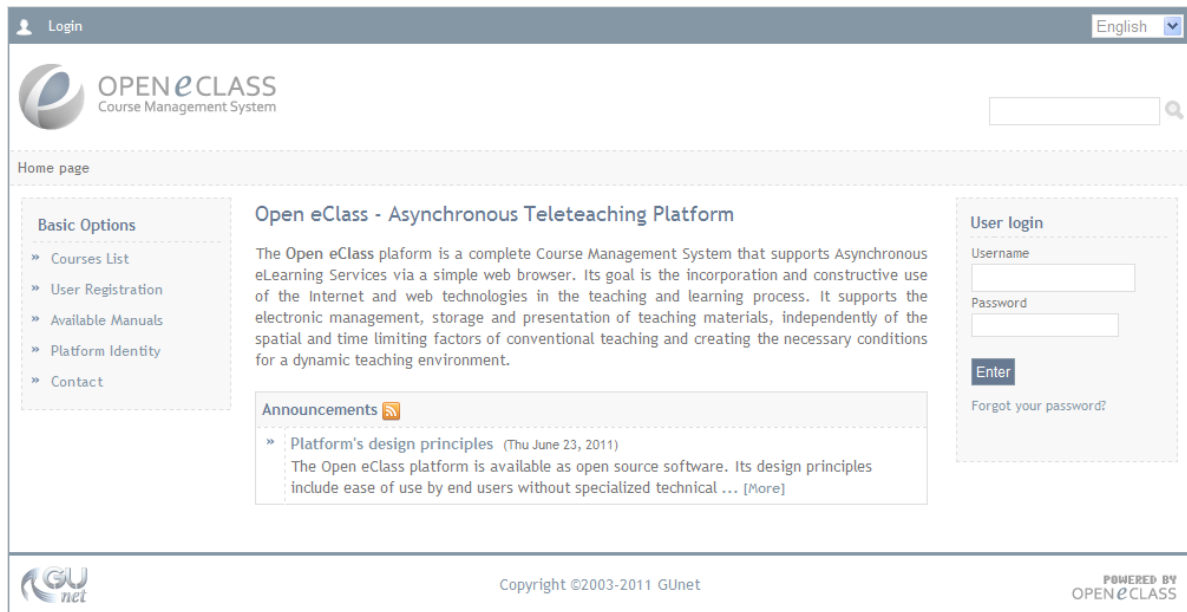 Login
English
OPEN eCLASS
Course Management System
Home page
Basic Options
» Courses List
» User Registration
» Available Manuals
» Platform Identity
» Contact
Open eClass - Asynchronous Teleteaching Platform
The Open eClass plaform is a complete Course Management System that supports Asynchronous
eLearning Services via a simple web browser. Its goal is the incorporation and constructive use
of the Internet and web technologies in the teaching and learning process. It supports the
electronic management, storage and presentation of teaching materials, independently of the
spatial and time limiting factors of conventional teaching and creating the necessary conditions
for a dynamic teaching environment.
Announcements
» Platform's design principles (Thu June 23, 2011)
The Open eClass platform is available as open source software. Its design principles
include ease of use by end users without specialized technical ... [More]
User login
Username
Password
Enter
Forgot your password?
GU
net
Copyright ©2003-2011 GUnet
POWERED BY
OPEN eCLASS